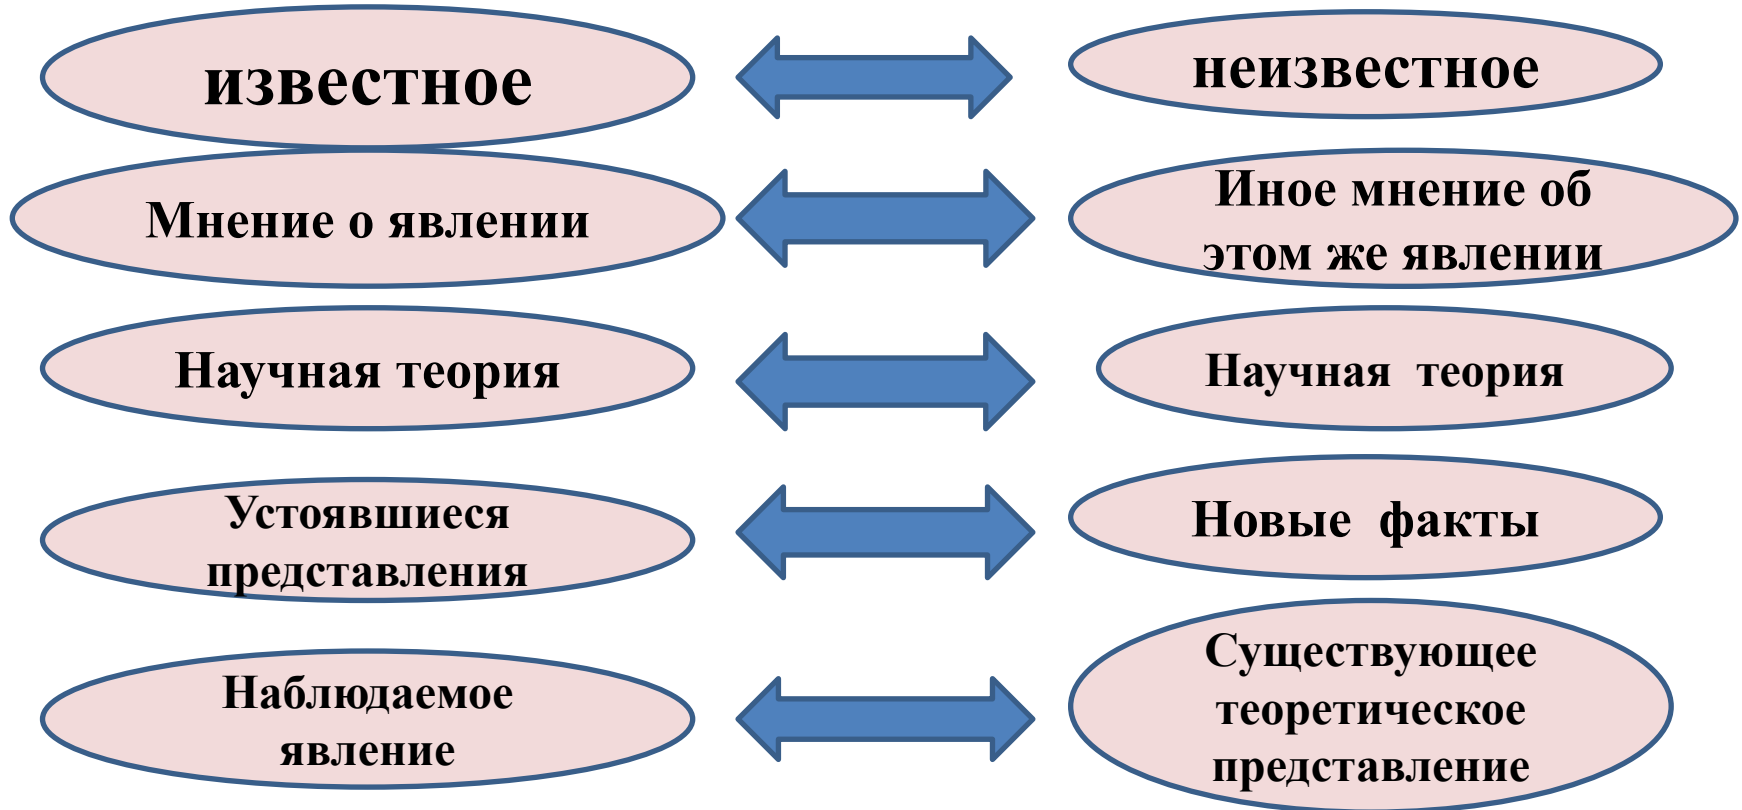 известное
неизвестное
Мнение о явлении
Иное мнение об
этом же явлении
Научная теория
Научная теория
Устоявшиеся
представления
Новые факты
Наблюдаемое
явление
Существующее
теоретическое
представление